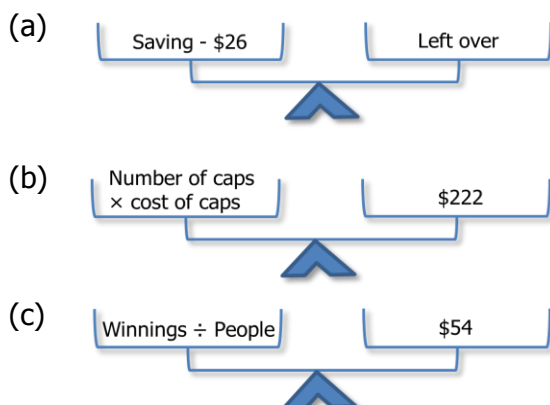 (a)
Saving - $26
Left over
(b)
Number of caps
× cost of caps
$222
(c)
Winnings ÷ People
$54